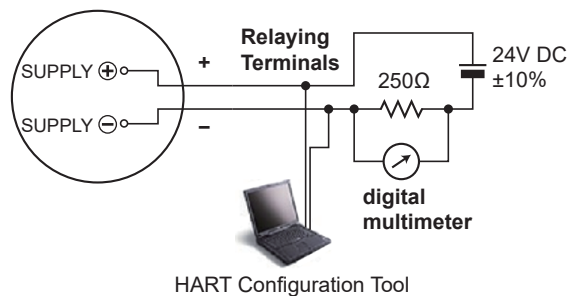 Relaying
Terminals
24V DC
±10%
250Ω
SUPPLY ⊕
+
SUPPLY ⊖
−
digital
multimeter
HART Configuration Tool